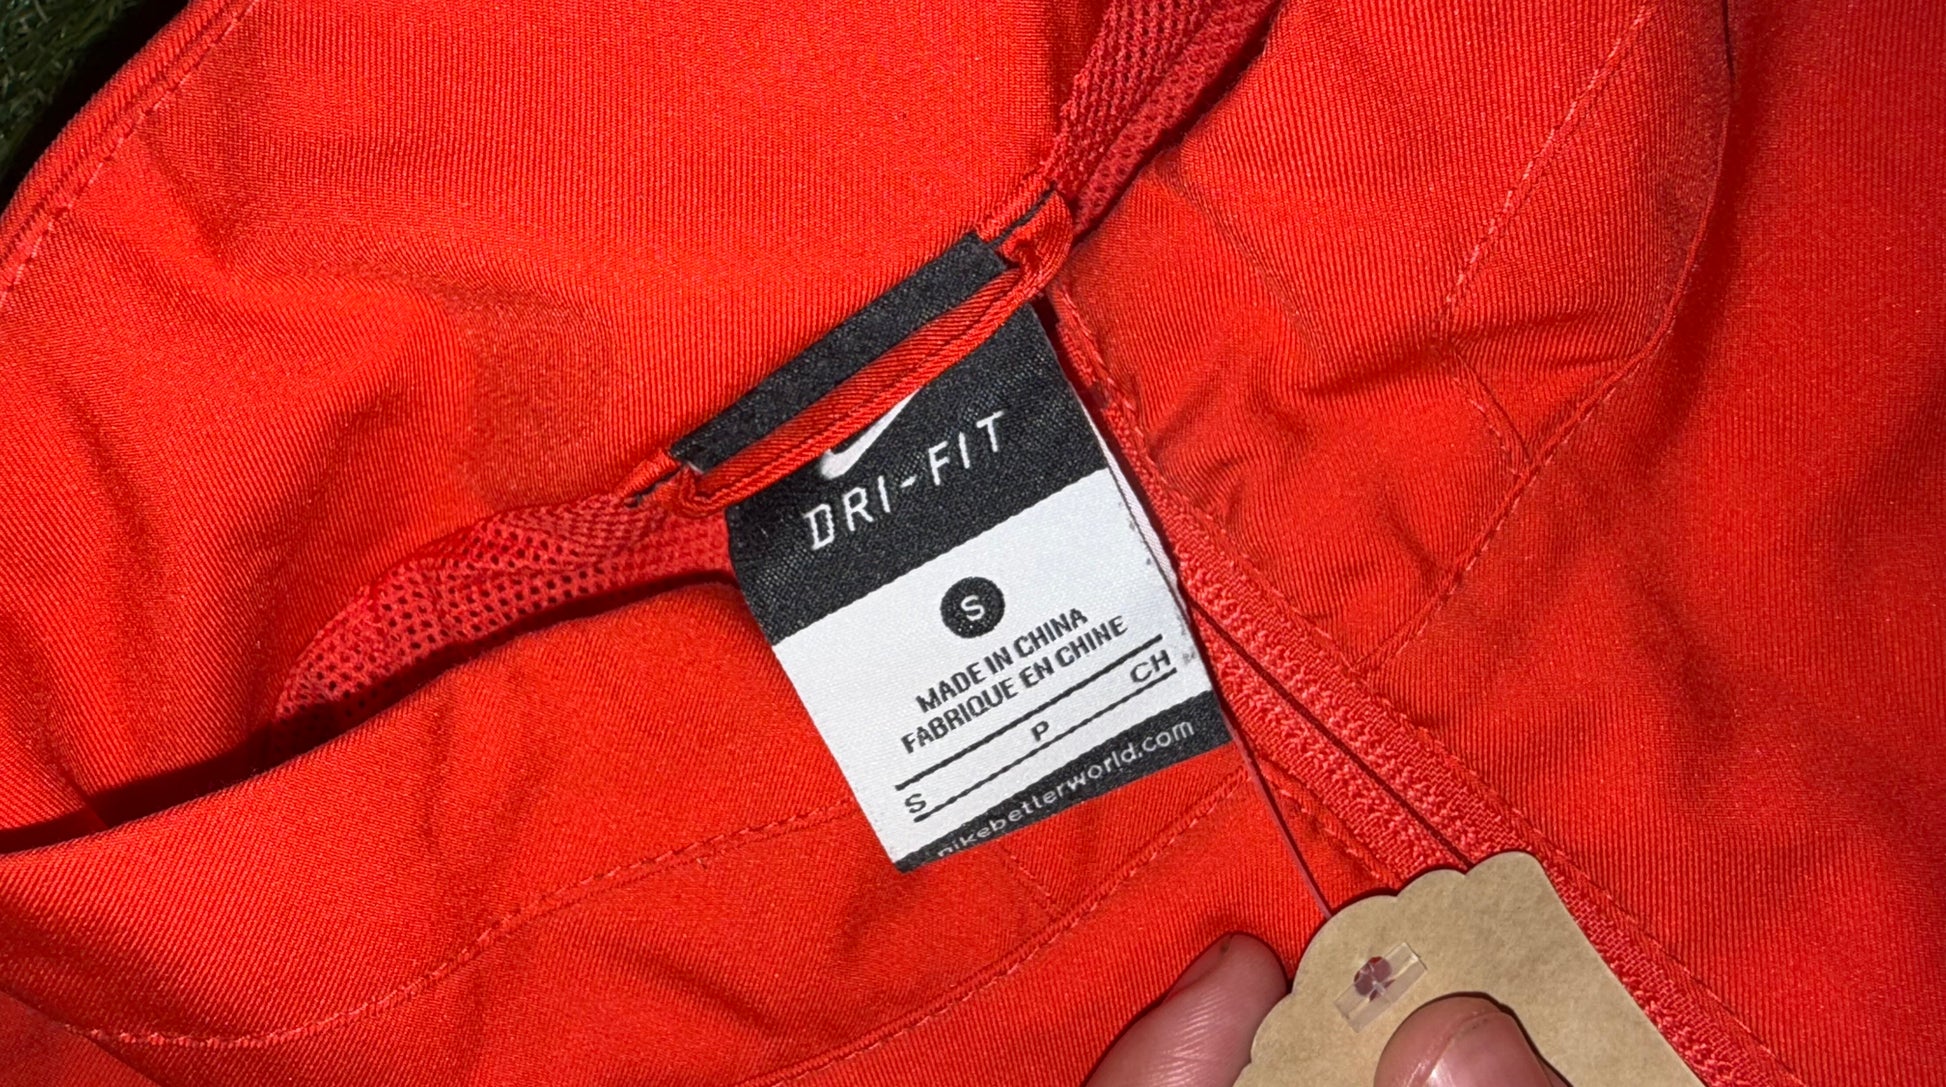 DRI-FIT
S
MADE IN CHINA
FABRIQUE EN CHINE
S P CH
nikebetterworld.com